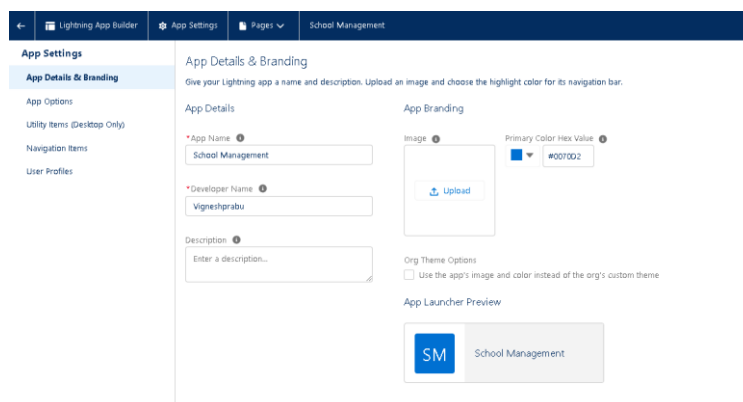 Lightning App Builder
App Settings
Pages
School Management
App Settings
App Details & Branding
App Options
Utility Items (Desktop Only)
Navigation Items
User Profiles
App Details & Branding
Give your Lightning app a name and description. Upload an image and choose the highlight color for its navigation bar.
App Details
*App Name
School Management
*Developer Name
Vigneshprabu
Description
Enter a description...
App Branding
Image
Upload
Primary Color Hex Value
#0070D2
Org Theme Options
Use the app's image and color instead of the org's custom theme
App Launcher Preview
SM
School Management